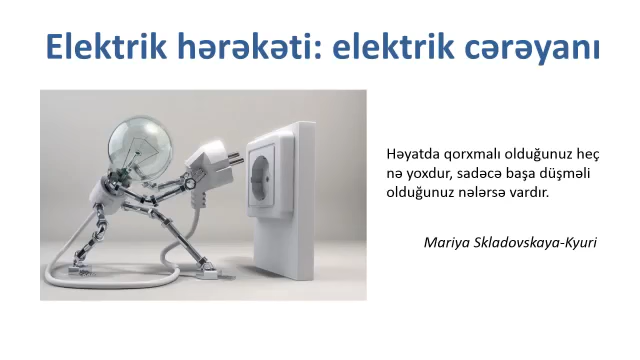 Elektrik hərəkəti: elektrik cərəyanı
Həyatda qorxmalı olduğunuz heç
nə yoxdur, sadəcə başa düşməli
olduğunuz nələrsə vardır.
Mariya Skladovskaya-Kyuri